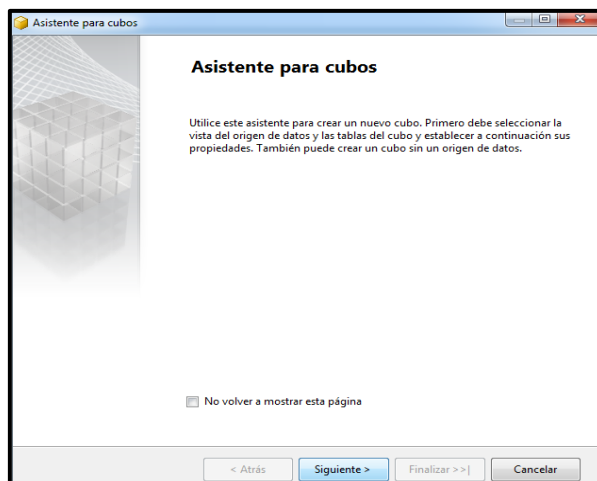 Asistente para cubos
Asistente para cubos
Utilice este asistente para crear un nuevo cubo. Primero debe seleccionar la
vista del origen de datos y las tablas del cubo y establecer a continuación sus
propiedades. También puede crear un cubo sin un origen de datos.
No volver a mostrar esta página
< Atrás Siguiente > Finalizar >>| Cancelar